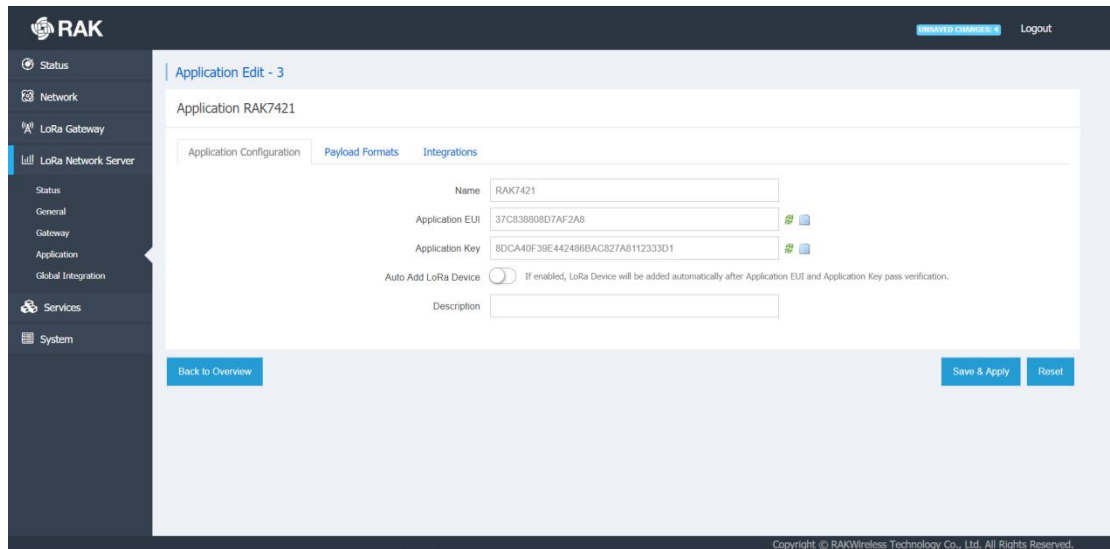 RAK
UNSAVED CHANGES: 4
Logout
Status
Network
LoRa Gateway
LoRa Network Server
Status
General
Gateway
Application
Global Integration
Services
System
Application Edit - 3
Application RAK7421
Application Configuration Payload Formats Integrations
Name RAK7421
Application EUI 37C838808D7AF2A8
Application Key 8DCA40F39E442486BAC827A8112333D1
Auto Add LoRa Device If enabled, LoRa Device will be added automatically after Application EUI and Application Key pass verification.
Description
Back to Overview Save & Apply Reset
Copyright © RAKWireless Technology Co., Ltd. All Rights Reserved.